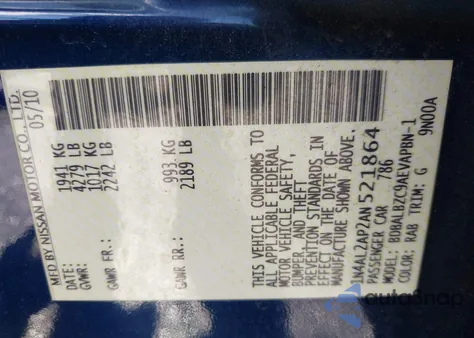 MFD BY NISSAN MOTOR CO., LTD.
DATE: 05/10
GVWR: 1941 KG
4279 LB
GAWR FR.: 1017 KG
2242 LB
GAWR RR.: 993 KG
2189 LB
THIS VEHICLE CONFORMS TO
ALL APPLICABLE FEDERAL
MOTOR VEHICLE SAFETY,
BUMPER, AND THEFT
PREVENTION STANDARDS IN
EFFECT ON THE DATE OF
MANUFACTURE SHOWN ABOVE.
1N4AL2AP2AN521864
PASSENGER CAR 786
MODEL: BDBALBZC9AEVAPBN-1
COLOR: RAB TRIM: G 9N00A
autosnap